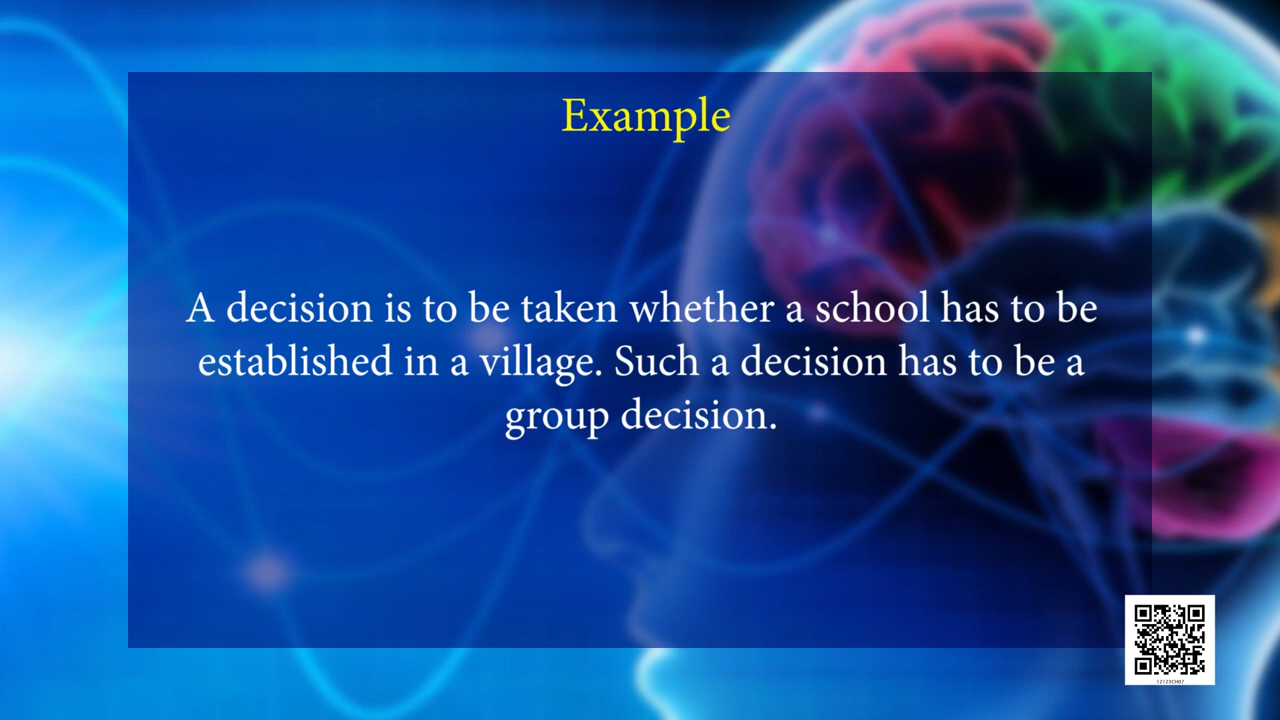 Example
A decision is to be taken whether a school has to be
established in a village. Such a decision has to be a
group decision.
12123CH07